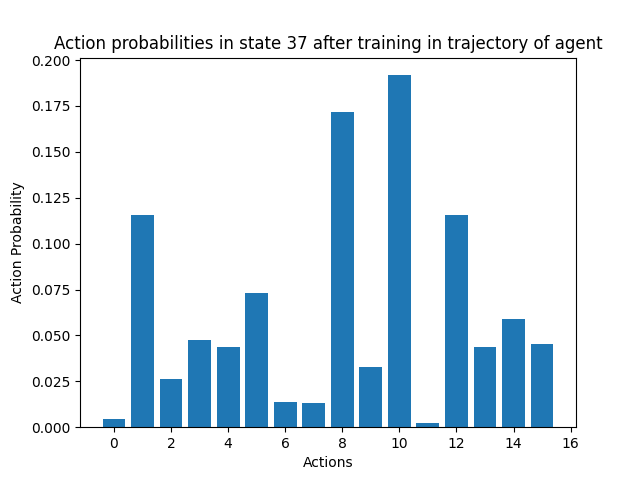 Action probabilities in state 37 after training in trajectory of agent
0.200
0.175
0.150
0.125
0.100
0.075
0.050
0.025
0.000
Action Probability
0 2 4 6 8 10 12 14 16
Actions